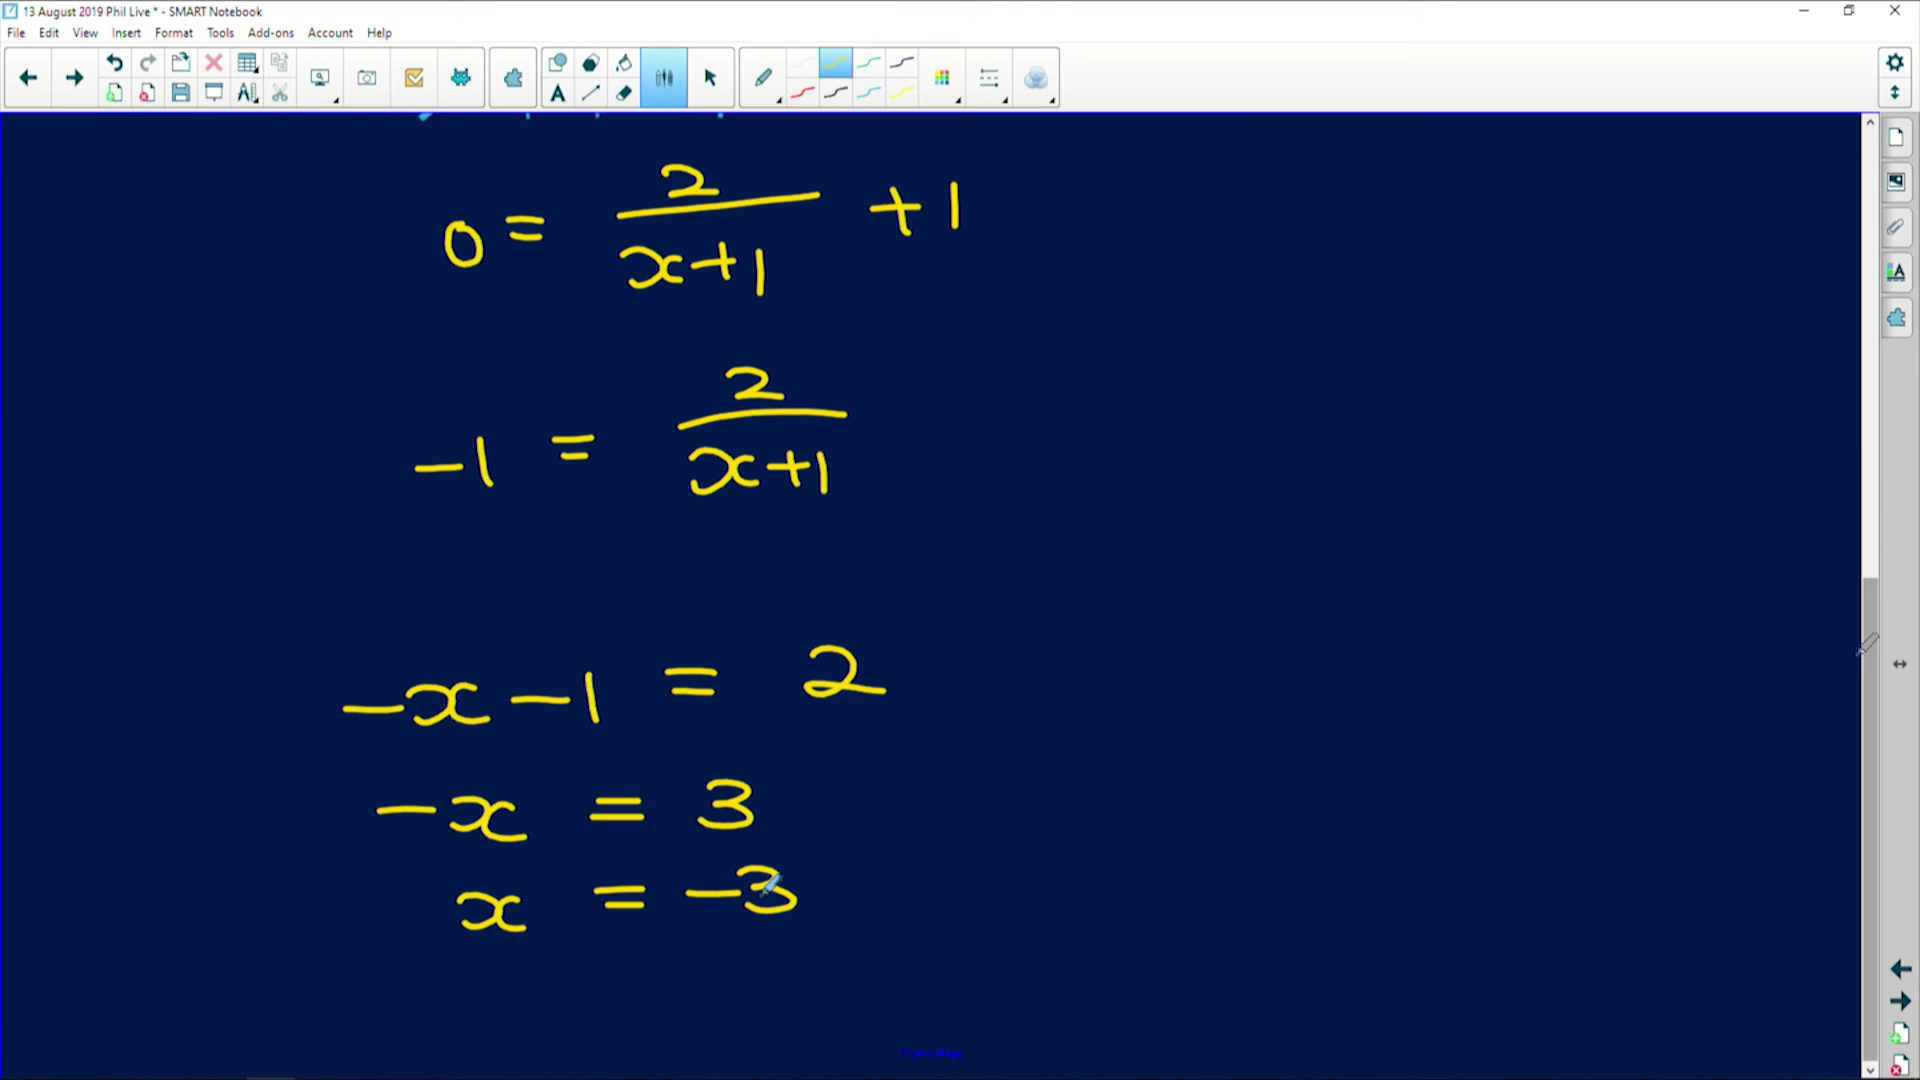 13 August 2019 Phil Live * - SMART Notebook
File Edit View Insert Format Tools Add-ons Account Help
0 = 2/(x+1) + 1
-1 = 2/(x+1)
-x - 1 = 2
-x = 3
x = -3